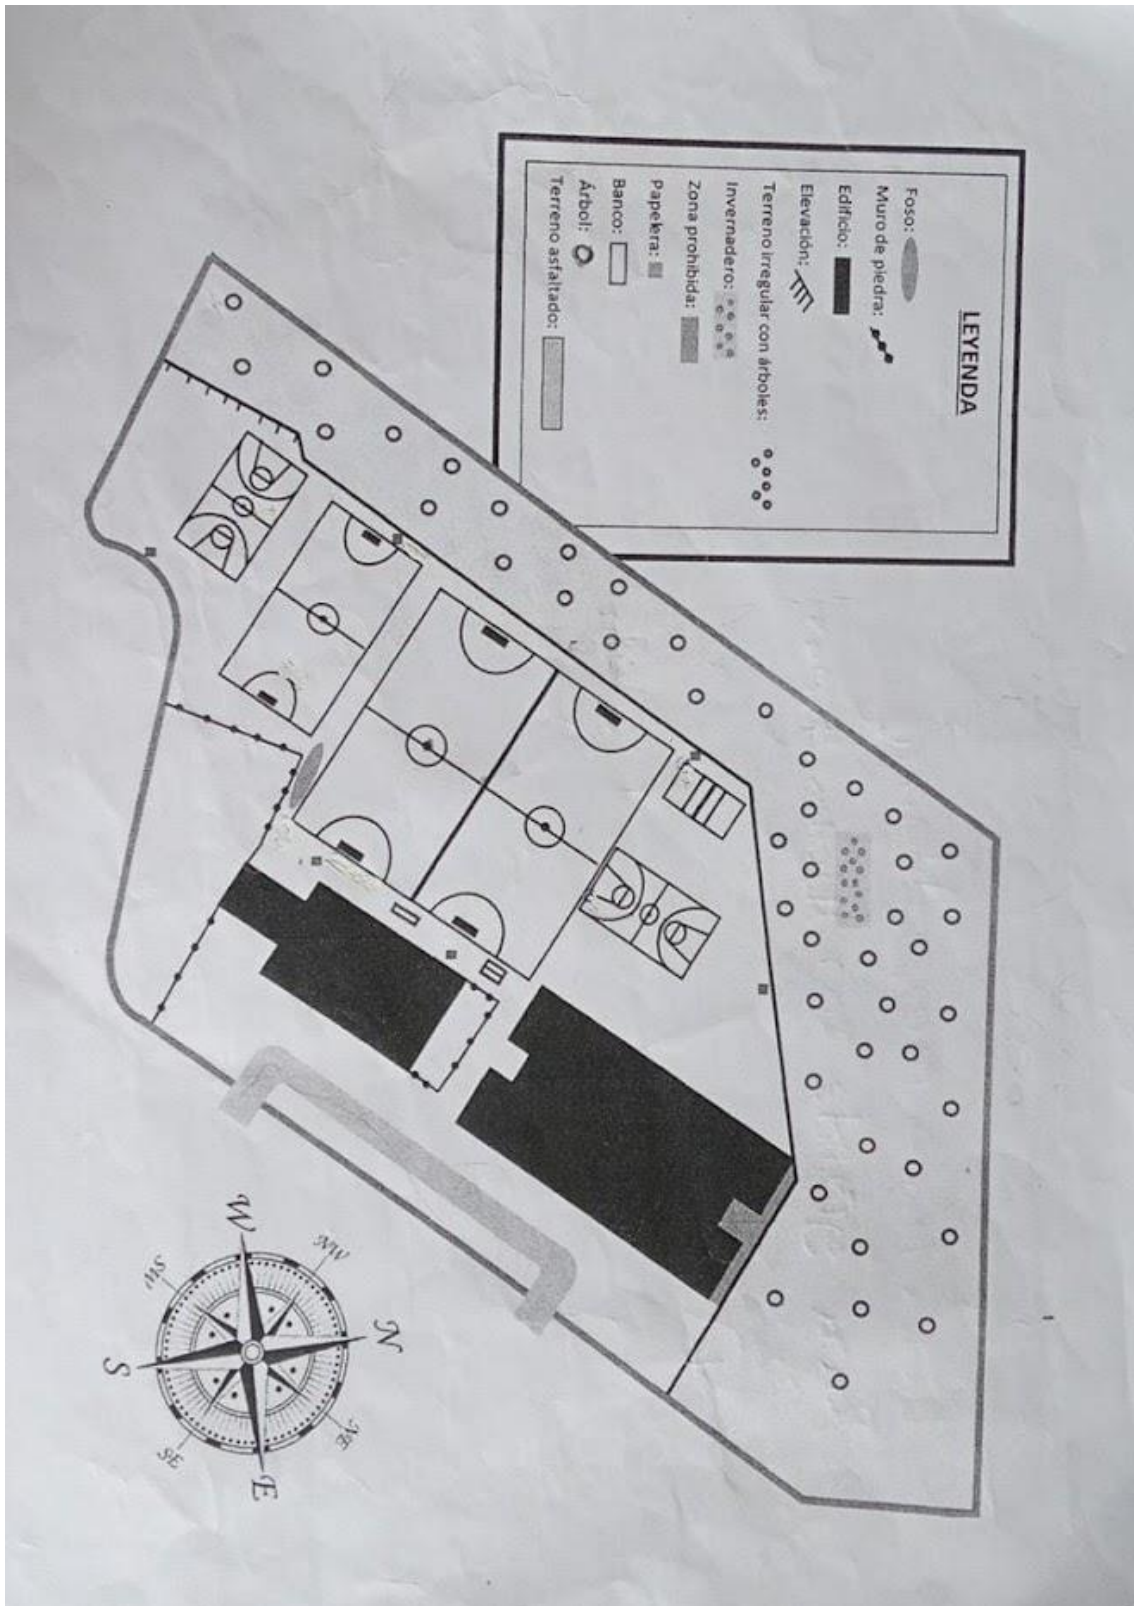 LEYENDA
Foso:
Muro de piedra:
Edificio:
Elevación:
Terreno irregular con árboles:
Invernadero:
Zona prohibida:
Papelera:
Banco:
Árbol:
Terreno asfaltado:
N
NE
E
SE
S
SW
W
NW